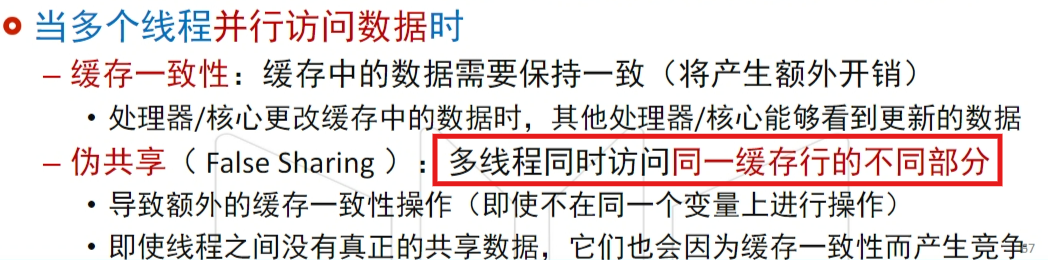 当多个线程并行访问数据时
– 缓存一致性：缓存中的数据需要保持一致（将产生额外开销）
• 处理器/核心更改缓存中的数据时，其他处理器/核心能够看到更新的数据
– 伪共享（ False Sharing ）：多线程同时访问同一缓存行的不同部分
• 导致额外的缓存一致性操作（即使不在同一个变量上进行操作）
• 即使线程之间没有真正的共享数据，它们也会因为缓存一致性而产生竞争